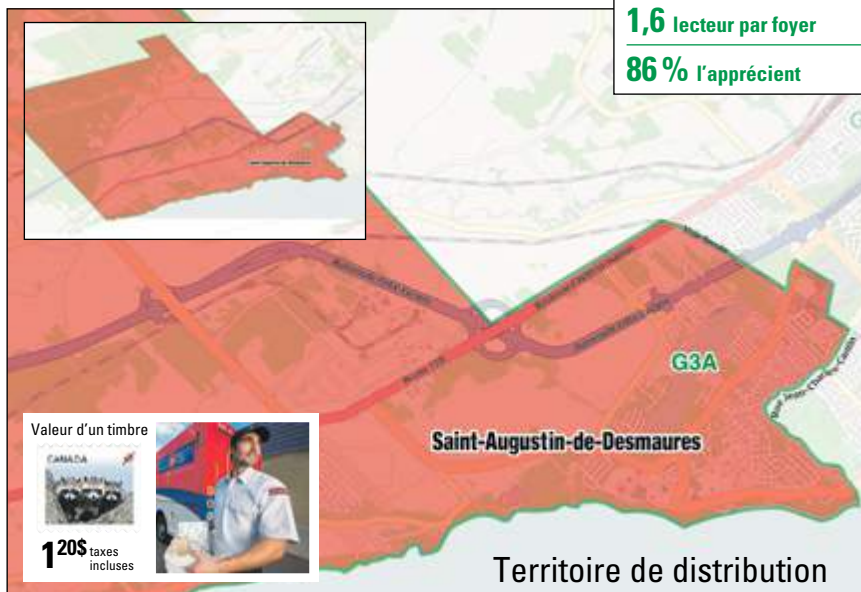 1,6 lecteur par foyer
86 % l'apprécient
G3A
Saint-Augustin-de-Desmaures
Valeur d'un timbre
CANADA
1 20$ taxes
incluses
Territoire de distribution